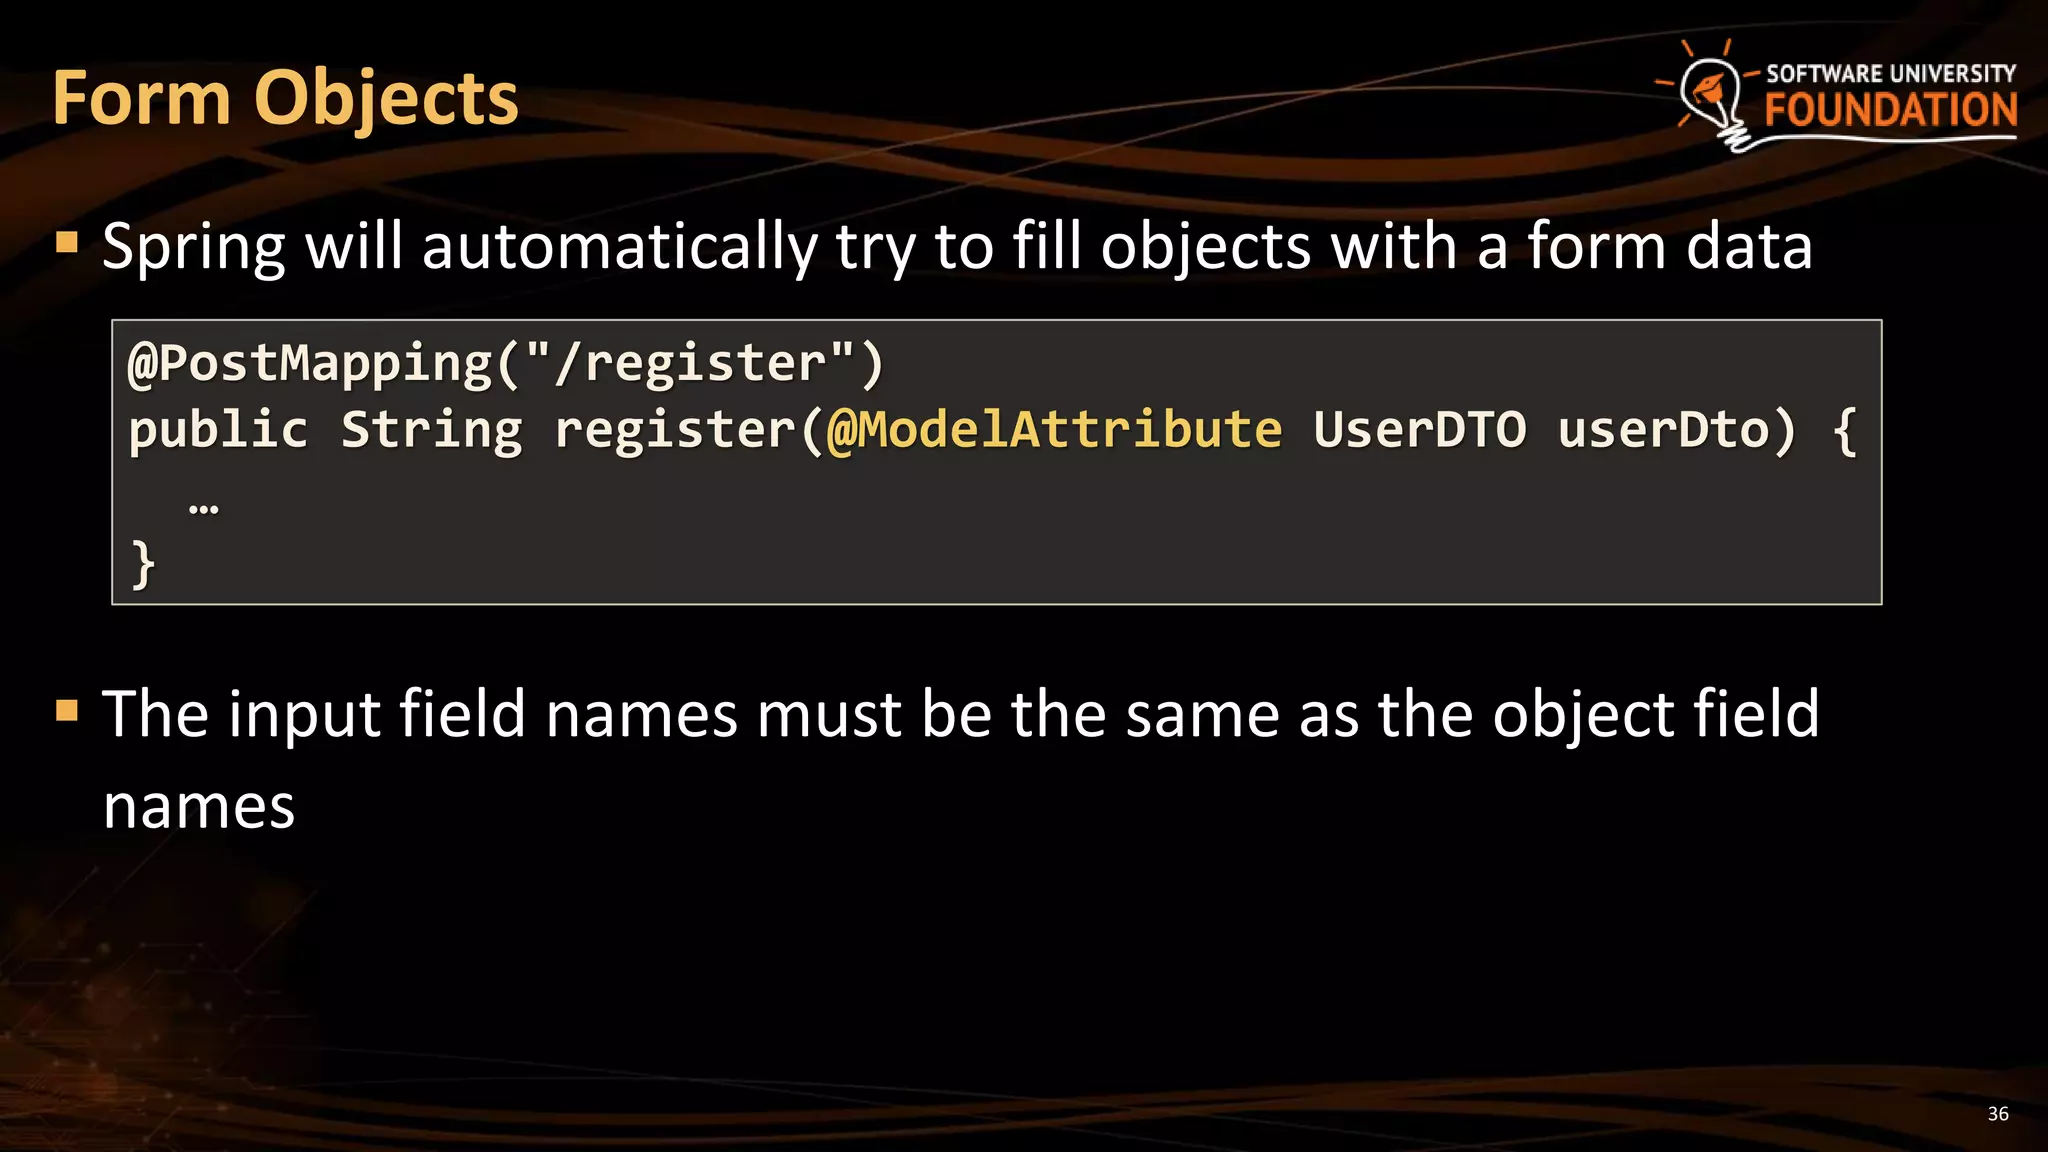 Form Objects
SOFTWARE UNIVERSITY
FOUNDATION
▪ Spring will automatically try to fill objects with a form data
@PostMapping("/register")
public String register(@ModelAttribute UserDTO userDto) {
…
}
▪ The input field names must be the same as the object field
names
36